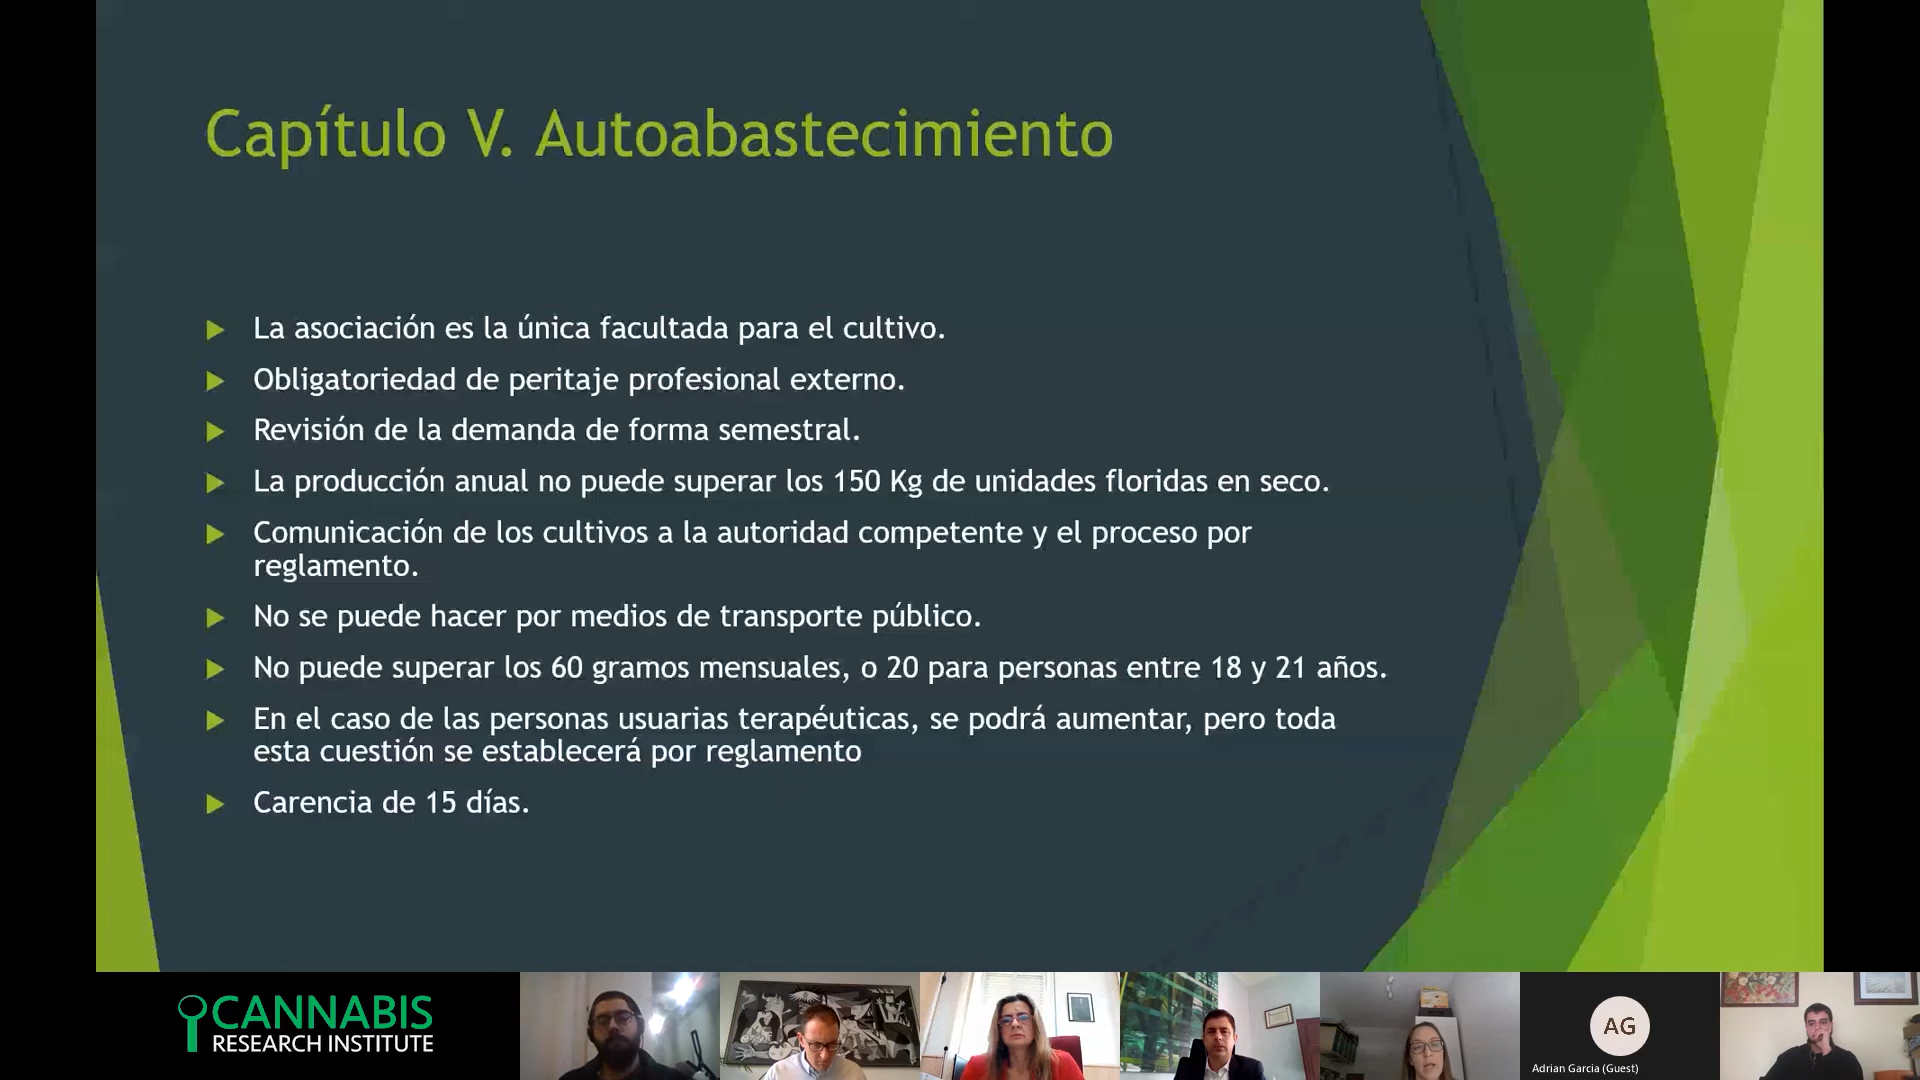 Capítulo V. Autoabastecimiento
La asociación es la única facultada para el cultivo.
Obligatoriedad de peritaje profesional externo.
Revisión de la demanda de forma semestral.
La producción anual no puede superar los 150 Kg de unidades floridas en seco.
Comunicación de los cultivos a la autoridad competente y el proceso por
reglamento.
No se puede hacer por medios de transporte público.
No puede superar los 60 gramos mensuales, o 20 para personas entre 18 y 21 años.
En el caso de las personas usuarias terapéuticas, se podrá aumentar, pero toda
esta cuestión se establecerá por reglamento
Carencia de 15 días.
CANNABIS
RESEARCH INSTITUTE
AG
Adrian Garcia (Guest)